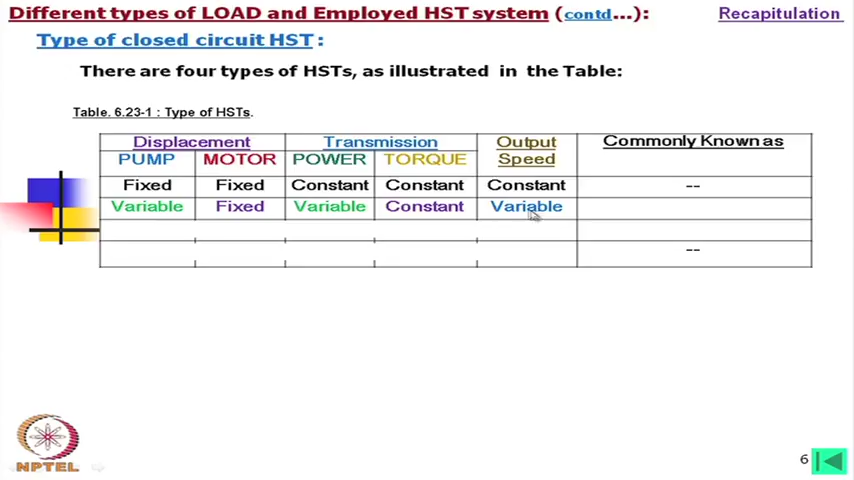 Different types of LOAD and Employed HST system (contd...): Recapitulation
Type of closed circuit HST :
There are four types of HSTs, as illustrated in the Table:
Table. 6.23-1 : Type of HSTs.
Displacement Transmission Output Speed Commonly Known as
PUMP MOTOR POWER TORQUE
Fixed Fixed Constant Constant Constant --
Variable Fixed Variable Constant Variable
--
NPTEL
6